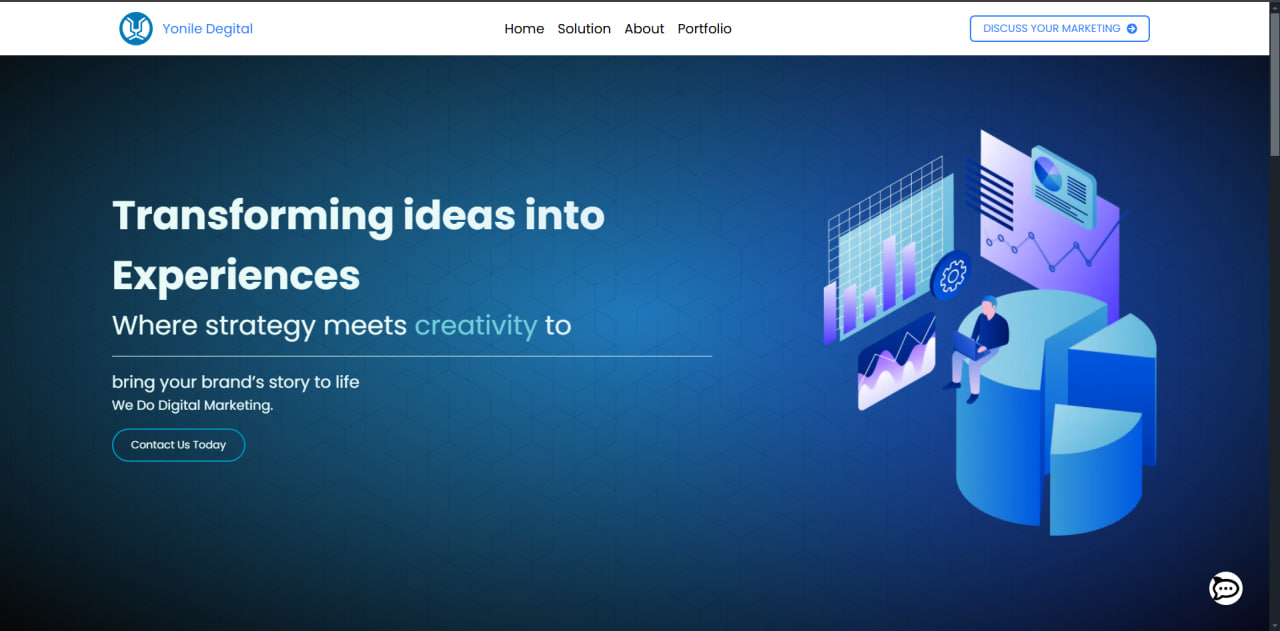 Yonile Degital
Home Solution About Portfolio
DISCUSS YOUR MARKETING
Transforming ideas into
Experiences
Where strategy meets creativity to
bring your brand’s story to life
We Do Digital Marketing.
Contact Us Today